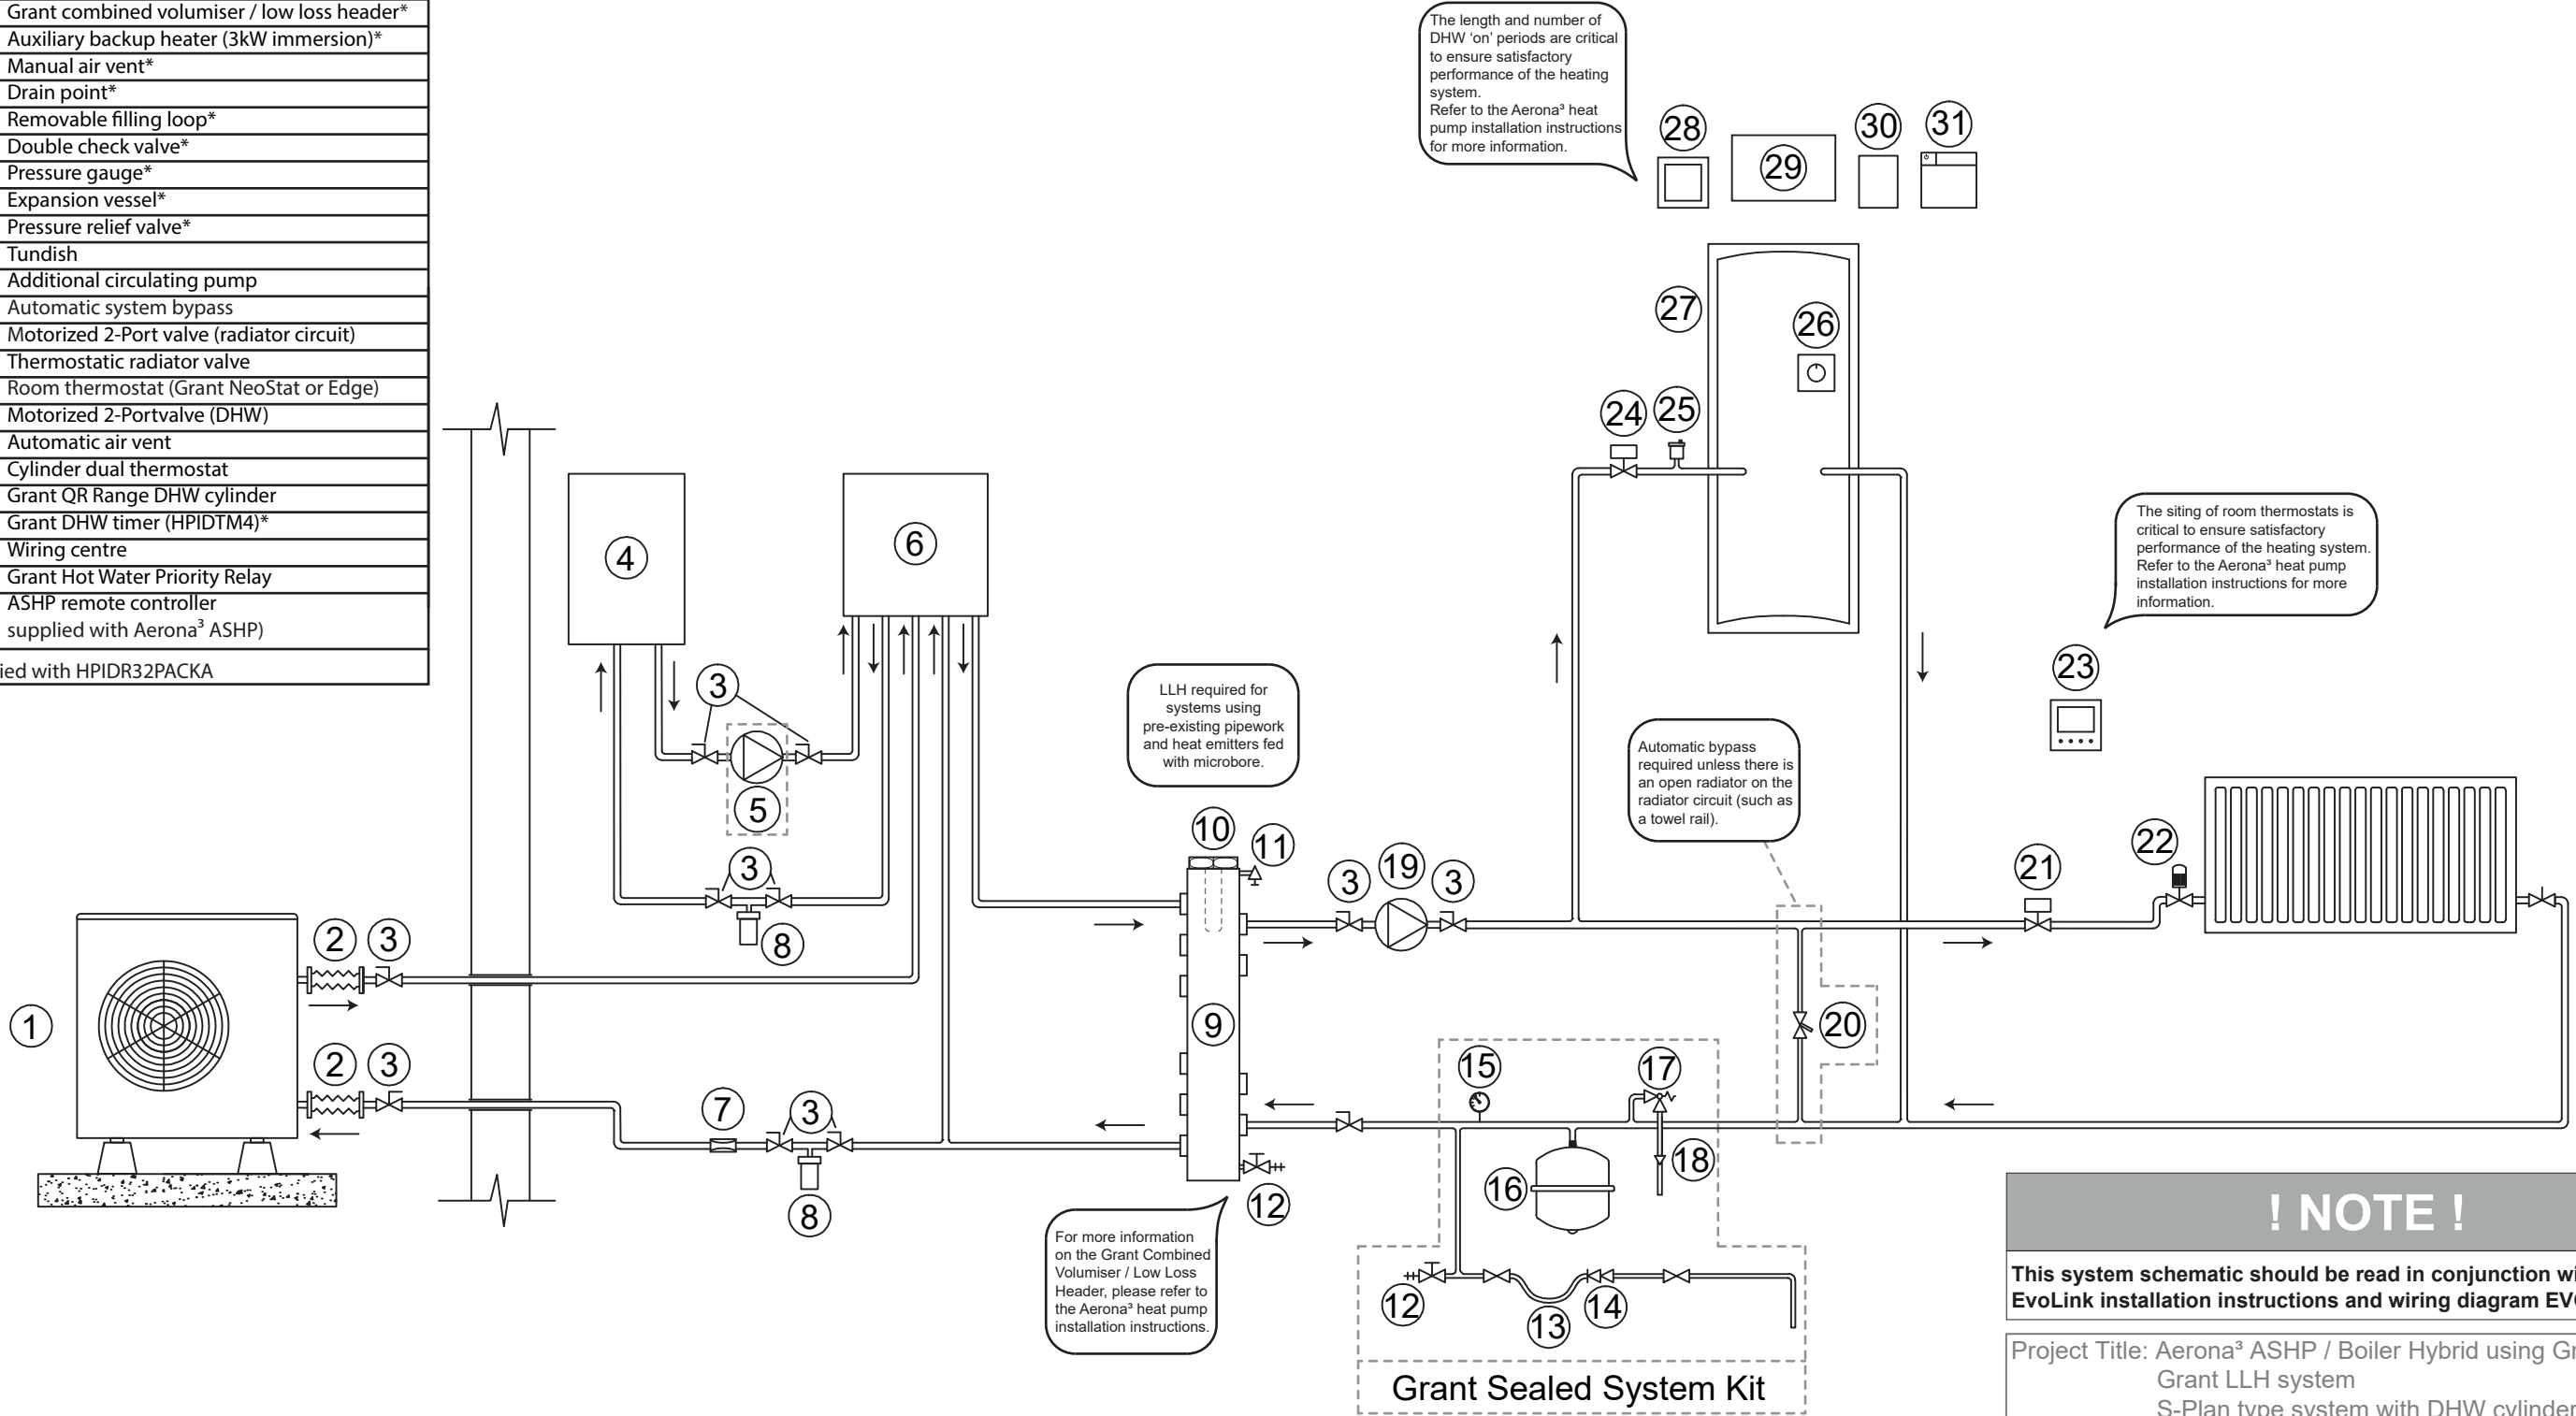 Grant combined volumiser / low loss header*
Auxiliary backup heater (3kW immersion)*
Manual air vent*
Drain point*
Removable filling loop*
Double check valve*
Pressure gauge*
Expansion vessel*
Pressure relief valve*
Tundish
Additional circulating pump
Automatic system bypass
Motorized 2-Port valve (radiator circuit)
Thermostatic radiator valve
Room thermostat (Grant NeoStat or Edge)
Motorized 2-Portvalve (DHW)
Automatic air vent
Cylinder dual thermostat
Grant QR Range DHW cylinder
Grant DHW timer (HPIDTM4)*
Wiring centre
Grant Hot Water Priority Relay
ASHP remote controller
supplied with Aerona³ ASHP)
ied with HPIDR32PACKA
The length and number of
DHW ‘on’ periods are critical
to ensure satisfactory
performance of the heating
system.
Refer to the Aerona³ heat
pump installation instructions
for more information.
28
29
30
31
27
26
24
25
The siting of room thermostats is
critical to ensure satisfactory
performance of the heating system.
Refer to the Aerona³ heat pump
installation instructions for more
information.
23
4
6
3
5
3
8
LLH required for
systems using
pre-existing pipework
and heat emitters fed
with microbore.
Automatic bypass
required unless there is
an open radiator on the
radiator circuit (such as
a towel rail).
10
11
3
19
3
21
22
1
2
3
2
3
7
3
8
9
12
20
15
17
16
18
12
13
14
For more information
on the Grant Combined
Volumiser / Low Loss
Header, please refer to
the Aerona³ heat pump
installation instructions.
Grant Sealed System Kit
! NOTE !
This system schematic should be read in conjunction wi
EvoLink installation instructions and wiring diagram EV
Project Title: Aerona³ ASHP / Boiler Hybrid using Gr
Grant LLH system
S-Plan type system with DHW cylinder